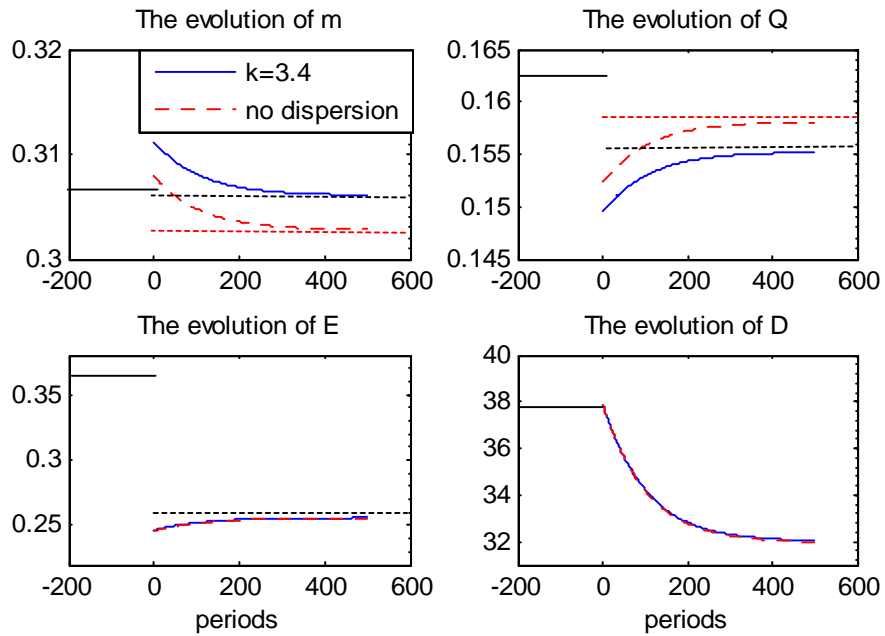 The evolution of m
The evolution of Q
0.32
0.31
0.3
k=3.4
no dispersion
-200 0 200 400 600
0.165
0.16
0.155
0.15
0.145
-200 0 200 400 600
The evolution of E
The evolution of D
0.35
0.3
0.25
-200 0 200 400 600
periods
40
38
36
34
32
-200 0 200 400 600
periods